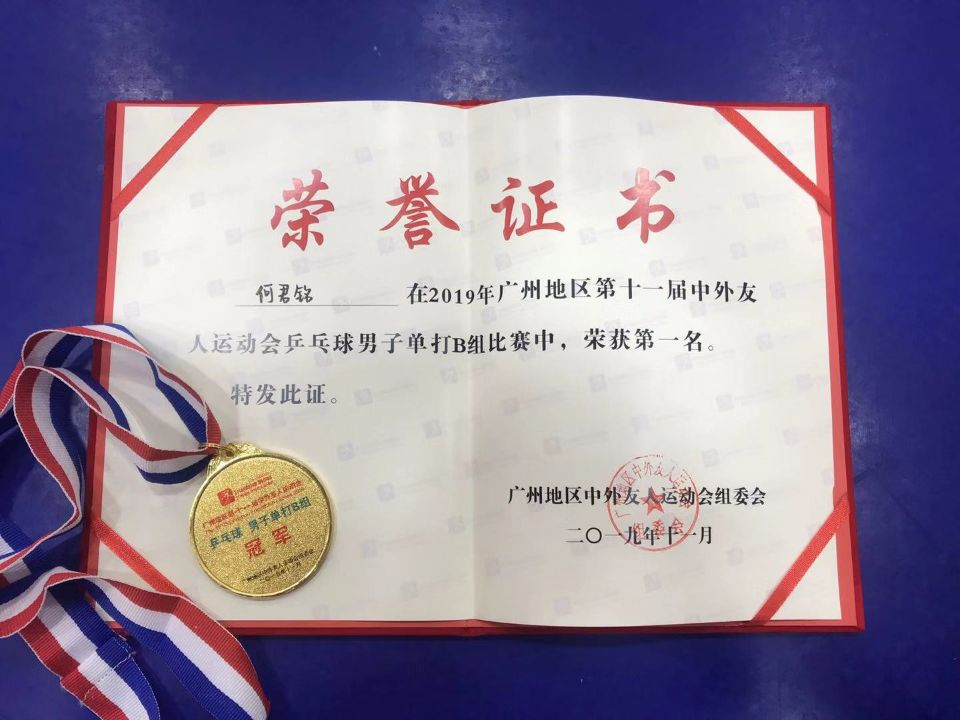 荣誉证书
何君铭 在2019年广州地区第十一届中外友
人运动会乒乓球男子单打B组比赛中，荣获第一名。
特发此证。
广州地区中外友人运动会组委会
二〇一九年十一月
乒乓球 男子单打B组
冠军